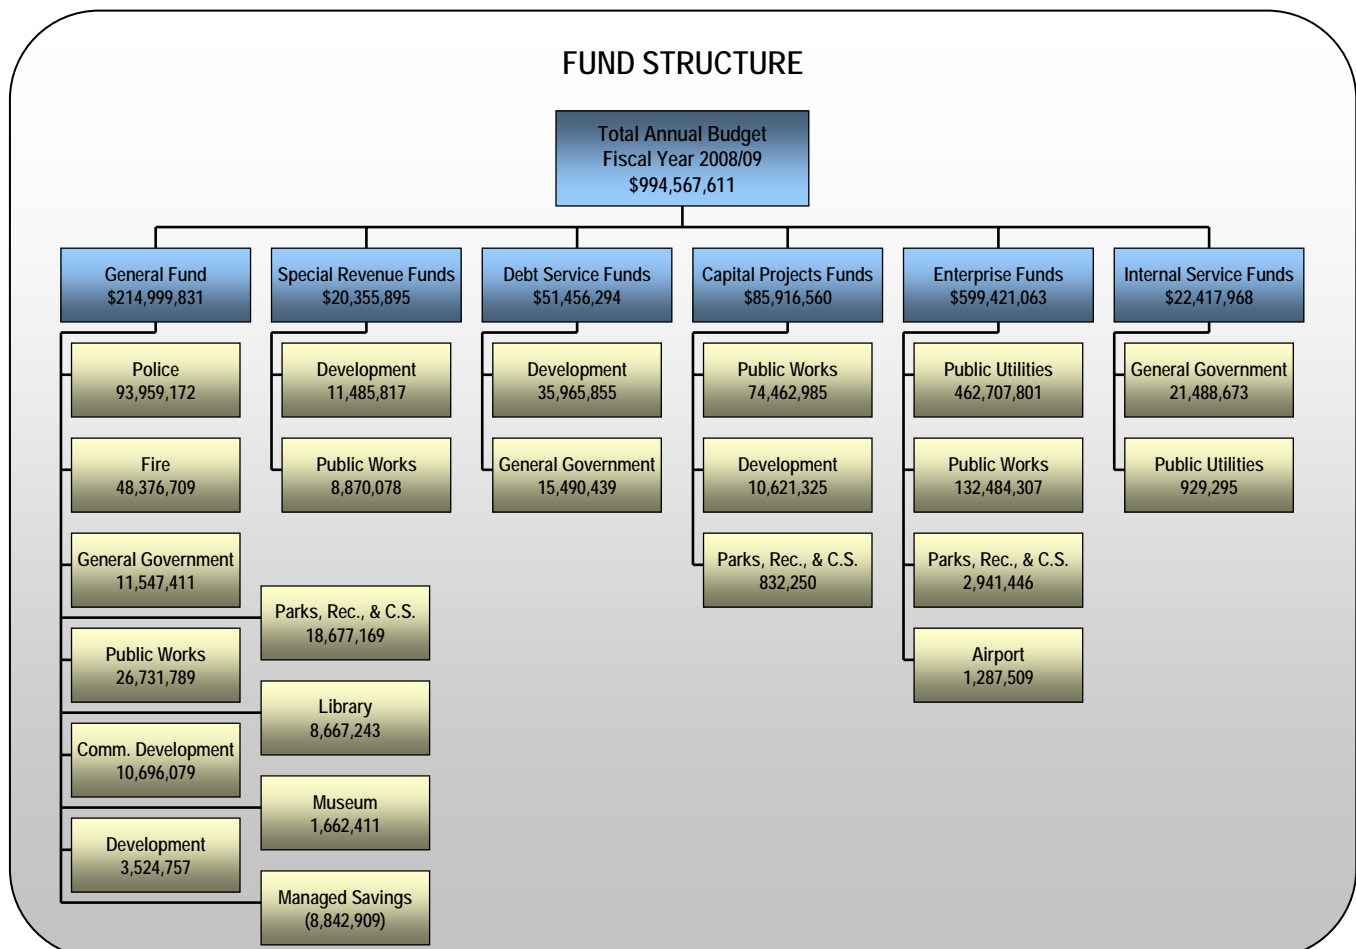 FUND STRUCTURE
Total Annual Budget
Fiscal Year 2008/09
$994,567,611
General Fund
$214,999,831
Special Revenue Funds
$20,355,895
Debt Service Funds
$51,456,294
Capital Projects Funds
$85,916,560
Enterprise Funds
$599,421,063
Internal Service Funds
$22,417,968
Police
93,959,172
Fire
48,376,709
General Government
11,547,411
Parks, Rec., & C.S.
18,677,169
Public Works
26,731,789
Library
8,667,243
Comm. Development
10,696,079
Museum
1,662,411
Development
3,524,757
Managed Savings
(8,842,909)
Development
11,485,817
Public Works
8,870,078
Development
35,965,855
General Government
15,490,439
Public Works
74,462,985
Development
10,621,325
Parks, Rec., & C.S.
832,250
Public Utilities
462,707,801
Public Works
132,484,307
Parks, Rec., & C.S.
2,941,446
Airport
1,287,509
General Government
21,488,673
Public Utilities
929,295